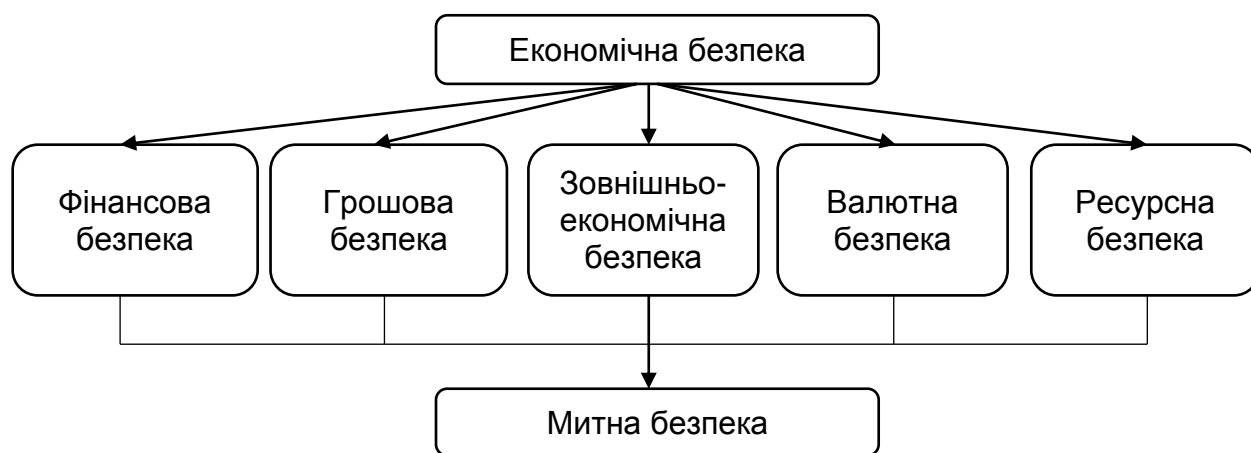 Економічна безпека
Фінансова
безпека
Грошова
безпека
Зовнішньо-
економічна
безпека
Валютна
безпека
Ресурсна
безпека
Митна безпека